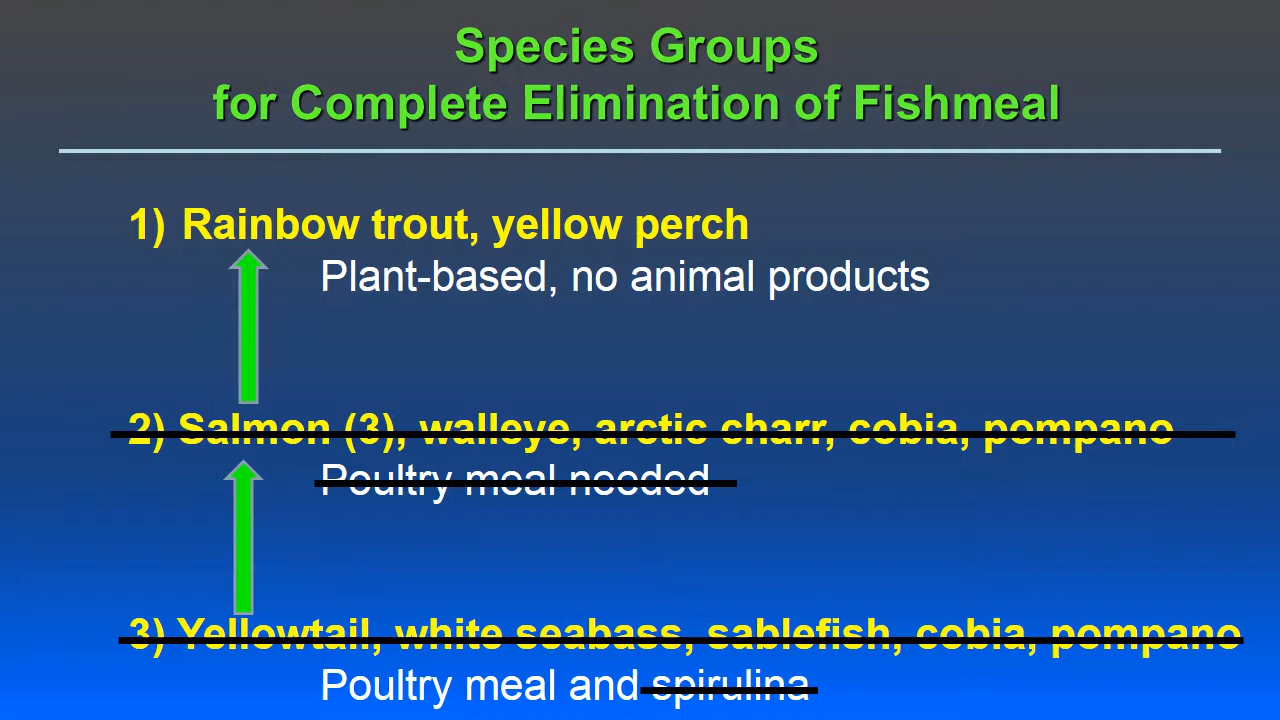 Species Groups
for Complete Elimination of Fishmeal
1) Rainbow trout, yellow perch
Plant-based, no animal products
2) Salmon (3), walleye, arctic charr, cobia, pompano
Poultry meal needed
3) Yellowtail, white seabass, sablefish, cobia, pompano
Poultry meal and spirulina